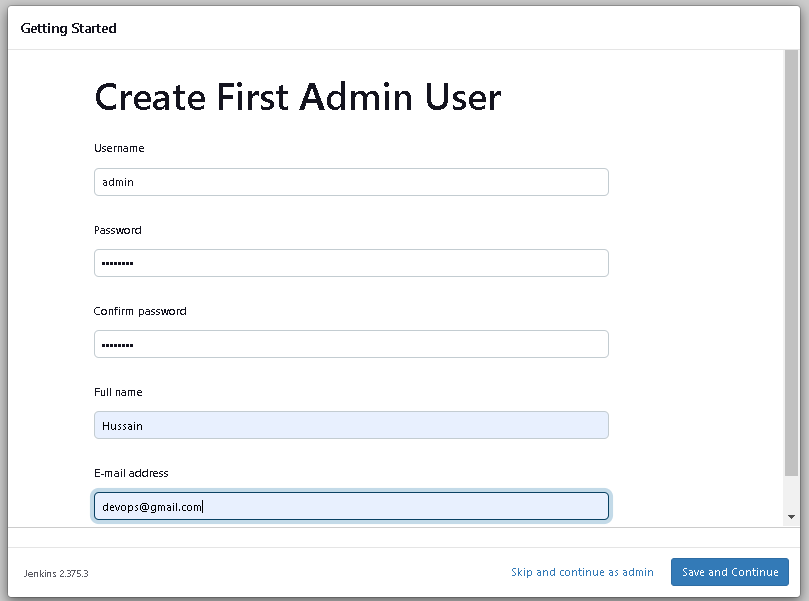 Getting Started
Create First Admin User
Username
admin
Password
••••••••
Confirm password
••••••••
Full name
Hussain
E-mail address
devops@gmail.com
Jenkins 2.375.3
Skip and continue as admin
Save and Continue